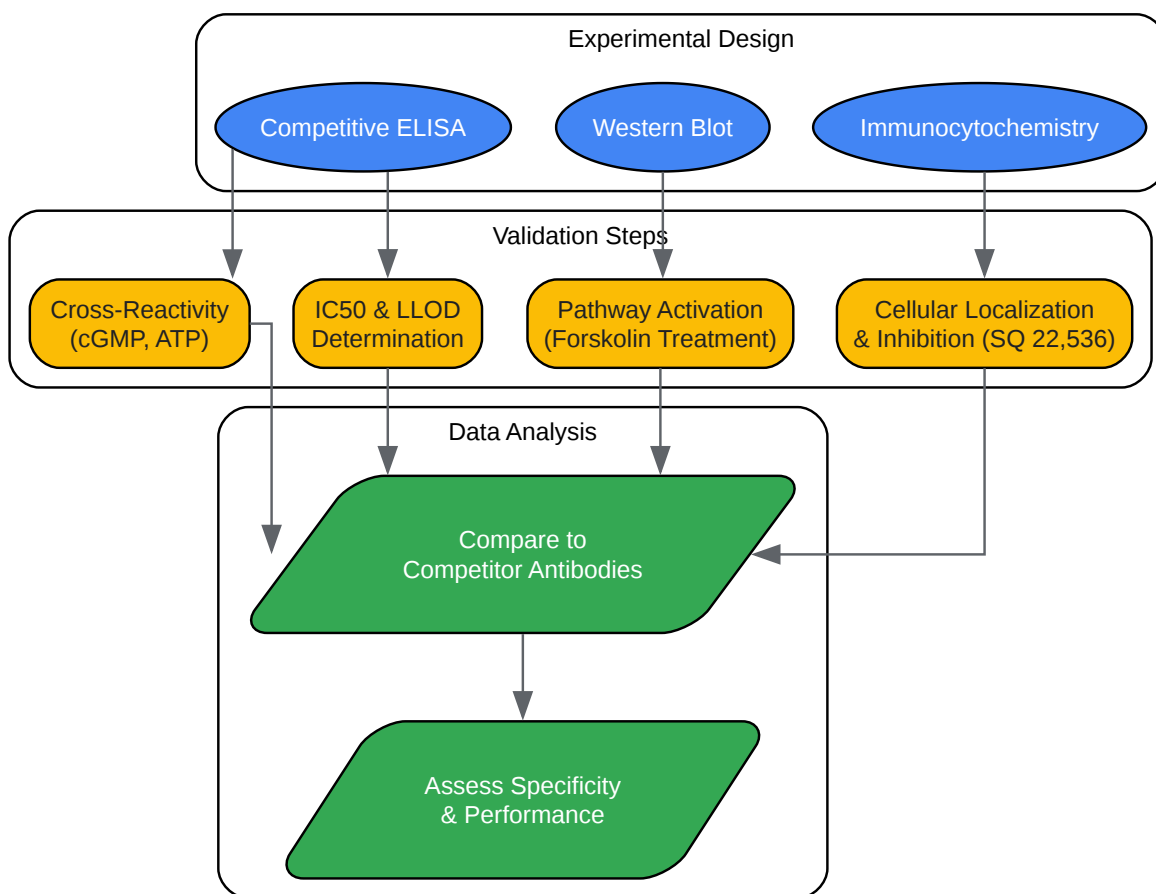 Experimental Design
Competitive ELISA
Western Blot
Immunocytochemistry
Validation Steps
Cross-Reactivity
(cGMP, ATP)
IC50 & LLOD
Determination
Pathway Activation
(Forskolin Treatment)
Cellular Localization
& Inhibition (SQ 22,536)
Data Analysis
Compare to
Competitor Antibodies
Assess Specificity
& Performance